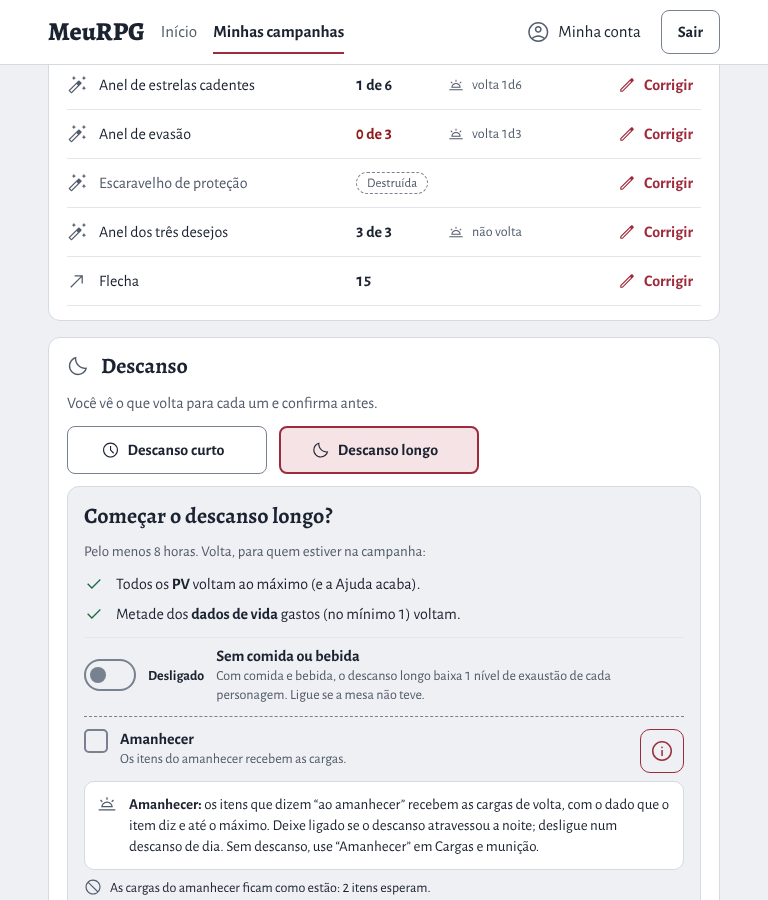 MeuRPG Início Minhas campanhas Minha conta Sair
Anel de estrelas cadentes 1 de 6 volta 1d6 Corrigir
Anel de evasão 0 de 3 volta 1d3 Corrigir
Escaravelho de proteção Destruída Corrigir
Anel dos três desejos 3 de 3 não volta Corrigir
Flecha 15 Corrigir
Descanso
Você vê o que volta para cada um e confirma antes.
Descanso curto Descanso longo
Começar o descanso longo?
Pelo menos 8 horas. Volta, para quem estiver na campanha:
Todos os PV voltam ao máximo (e a Ajuda acaba).
Metade dos dados de vida gastos (no mínimo 1) voltam.
Desligado
Sem comida ou bebida
Com comida e bebida, o descanso longo baixa 1 nível de exaustão de cada
personagem. Ligue se a mesa não teve.
Amanhecer
Os itens do amanhecer recebem as cargas.
Amanhecer: os itens que dizem “ao amanhecer” recebem as cargas de volta, com o dado que o
item diz e até o máximo. Deixe ligado se o descanso atravessou a noite; desligue num
descanso de dia. Sem descanso, use “Amanhecer” em Cargas e munição.
As cargas do amanhecer ficam como estão: 2 itens esperam.